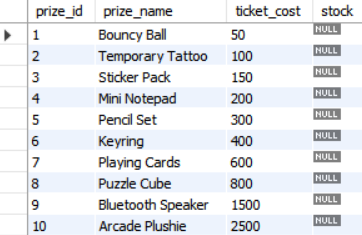 prize_id prize_name ticket_cost stock
1 Bouncy Ball 50 NULL
2 Temporary Tattoo 100 NULL
3 Sticker Pack 150 NULL
4 Mini Notepad 200 NULL
5 Pencil Set 300 NULL
6 Keyring 400 NULL
7 Playing Cards 600 NULL
8 Puzzle Cube 800 NULL
9 Bluetooth Speaker 1500 NULL
10 Arcade Plushie 2500 NULL